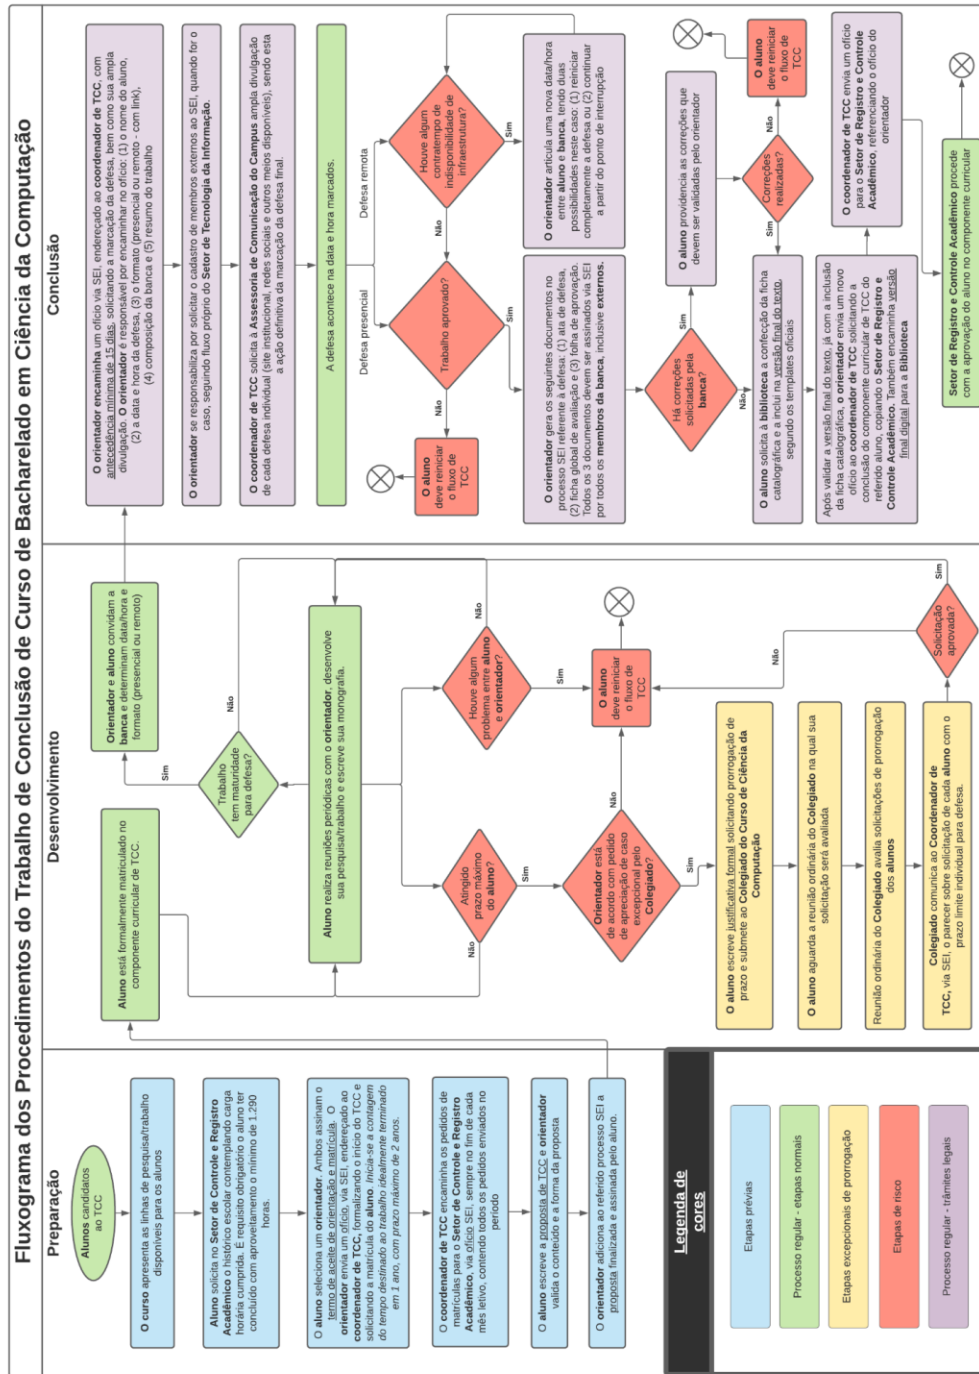 Fluxograma dos Procedimentos do Trabalho de Conclusão de Curso de Bacharelado em Ciência da Computação
Preparação
Alunos candidatos
ao TCC
O curso apresenta as linhas de pesquisa/trabalho
disponíveis para os alunos
Aluno solicita no Setor de Controle e Registro
Acadêmico o histórico escolar contemplando carga
horária cumprida. É requisito obrigatório o aluno ter
concluído com aproveitamento o mínimo de 1.290
horas.
O aluno seleciona um orientador. Ambos assinam o
termo de aceite de orientação e matrícula. O
orientador envia um ofício, via SEI, endereçado ao
coordenador de TCC, formalizando o início do TCC e
solicitando a matrícula do aluno. Inicia-se a contagem
do tempo destinado ao trabalho idealmente terminado
em 1 ano, com prazo máximo de 2 anos.
O coordenador de TCC encaminha os pedidos de
matrículas para o Setor de Controle e Registro
Acadêmico, via ofício SEI, sempre no fim de cada
mês letivo, contendo todos os pedidos enviados no
período
O aluno escreve a proposta de TCC e orientador
valida o conteúdo e a forma da proposta
O orientador adiciona ao referido processo SEI a
proposta finalizada e assinada pelo aluno.
Legenda de
cores
Etapas prévias
Processo regular - etapas normais
Etapas excepcionais de prorrogação
Etapas de risco
Processo regular - trâmites legais
Desenvolvimento
Aluno está formalmente matriculado no
componente curricular de TCC.
Orientador e aluno convidam a
banca e determinam data/hora e
formato (presencial ou remoto)
Sim
Trabalho
tem maturidade
para defesa?
Não
Aluno realiza reuniões periódicas com o orientador, desenvolve
sua pesquisa/trabalho e escreve sua monografia.
Não
Atingido
prazo máximo
do aluno?
Sim
Houve algum
problema entre aluno
e orientador?
Não
Sim
Orientador está
de acordo com pedido
de apreciação de caso
excepcional pelo
Colegiado?
Não
Sim
O aluno
deve reiniciar
o fluxo de
TCC
O aluno escreve justificativa formal solicitando prorrogação de
prazo e submete ao Colegiado do Curso de Ciência da
Computação
O aluno aguarda a reunião ordinária do Colegiado na qual sua
solicitação será avaliada
Reunião ordinária do Colegiado avalia solicitações de prorrogação
dos alunos
Colegiado comunica ao Coordenador de
TCC, via SEI, o parecer sobre solicitação de cada aluno com o
prazo limite individual para defesa.
Não
Solicitação
aprovada?
Sim
Conclusão
O orientador encaminha um ofício via SEI, endereçado ao coordenador de TCC, com
antecedência mínima de 15 dias, solicitando a marcação da defesa, bem como sua ampla
divulgação. O orientador é responsável por encaminhar no ofício: (1) o nome do aluno,
(2) a data e hora da defesa, (3) o formato (presencial ou remoto - com link),
(4) composição da banca e (5) resumo do trabalho
O orientador se responsabiliza por solicitar o cadastro de membros externos ao SEI, quando for o
caso, seguindo fluxo próprio do Setor de Tecnologia da Informação.
O coordenador de TCC solicita à Assessoria de Comunicação do Campus ampla divulgação
de cada defesa individual (site institucional, redes sociais e outros meios disponíveis), sendo esta
a ação definitiva da marcação da defesa final.
A defesa acontece na data e hora marcados.
Defesa presencial
Defesa remota
O aluno
deve reiniciar
o fluxo de
TCC
Não
Trabalho aprovado?
Sim
Não
Houve algum
contratempo de
indisponibilidade de
infraestrutura?
Sim
O orientador articula uma nova data/hora
entre aluno e banca, tendo duas
possibilidades neste caso: (1) reiniciar
completamente a defesa ou (2) continuar
a partir do ponto de interrupção
O orientador gera os seguintes documentos no
processo SEI referente à defesa: (1) ata de defesa,
(2) ficha global de avaliação e (3) folha de aprovação.
Todos os 3 documentos devem ser assinados via SEI
por todos os membros da banca, inclusive externos.
Há correções
solicitadas pela
banca?
Sim
Não
O aluno providencia as correções que
devem ser validadas pelo orientador
Correções
realizadas?
Não
Sim
O aluno
deve reiniciar
o fluxo de
TCC
O aluno solicita à biblioteca a confecção da ficha
catalográfica e a inclui na versão final do texto,
segundo os templates oficiais
Após validar a versão final do texto, já com a inclusão
da ficha catalográfica, o orientador envia um novo
ofício ao coordenador de TCC solicitando a
conclusão do componente curricular de TCC do
referido aluno, copiando o Setor de Registro e
Controle Acadêmico. Também encaminha versão
final digital para a Biblioteca
O coordenador de TCC envia um ofício
para o Setor de Registro e Controle
Acadêmico, referenciando o ofício do
orientador
Setor de Registro e Controle Acadêmico procede
com a aprovação do aluno no componente curricular